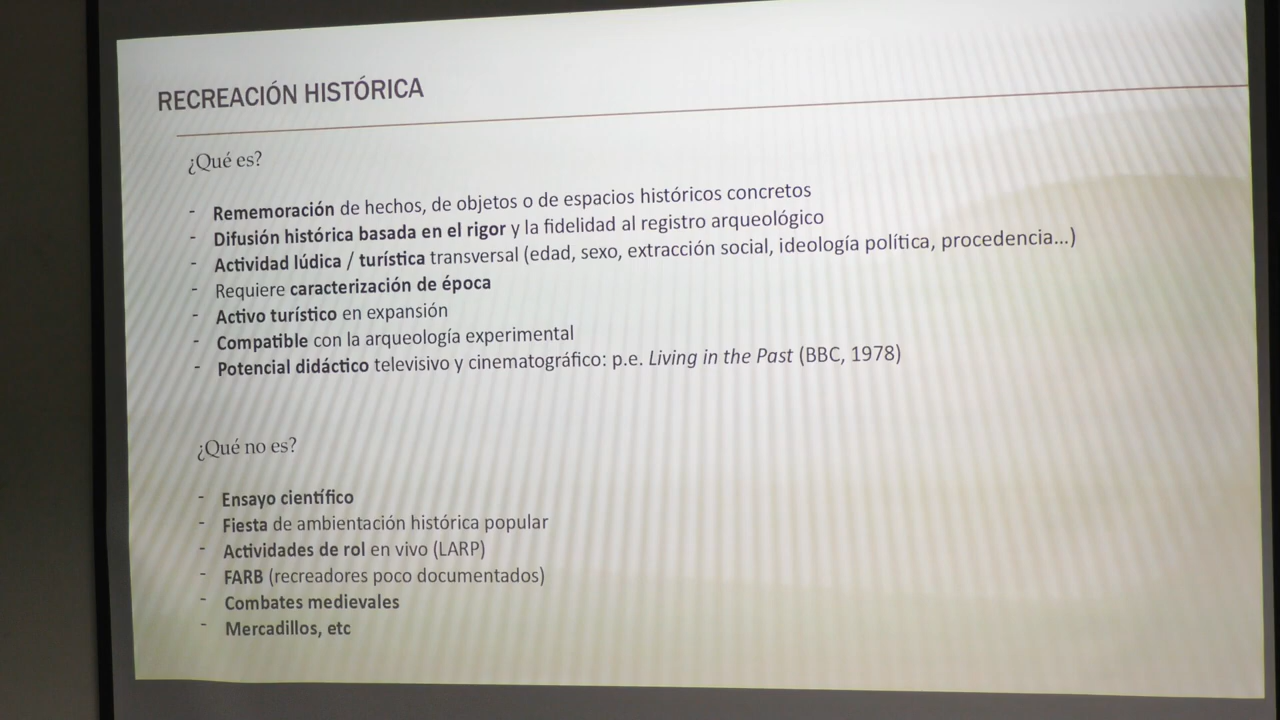 RECREACIÓN HISTÓRICA
¿Qué es?
- Rememoración de hechos, de objetos o de espacios históricos concretos
- Difusión histórica basada en el rigor y la fidelidad al registro arqueológico
- Actividad lúdica / turística transversal (edad, sexo, extracción social, ideología política, procedencia...)
- Requiere caracterización de época
- Activo turístico en expansión
- Compatible con la arqueología experimental
- Potencial didáctico televisivo y cinematográfico: p.e. Living in the Past (BBC, 1978)
¿Qué no es?
- Ensayo científico
- Fiesta de ambientación histórica popular
- Actividades de rol en vivo (LARP)
- FARB (recreadores poco documentados)
- Combates medievales
- Mercadillos, etc